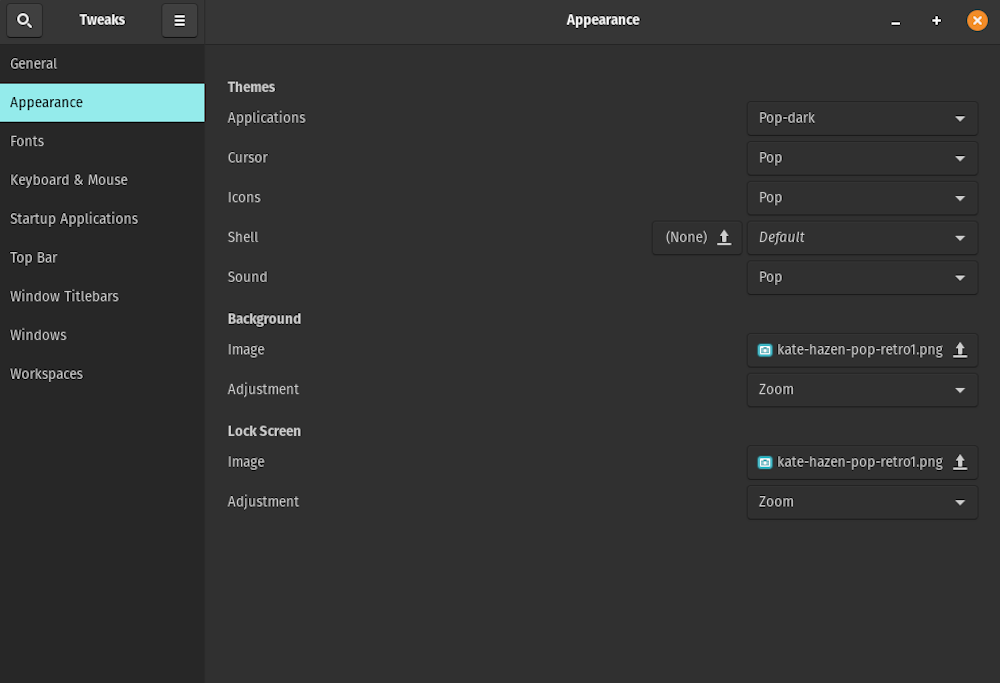 Tweaks
Appearance
General
Appearance
Fonts
Keyboard & Mouse
Startup Applications
Top Bar
Window Titlebars
Windows
Workspaces
Themes
Applications Pop-dark
Cursor Pop
Icons Pop
Shell (None) Default
Sound Pop
Background
Image kate-hazen-pop-retro1.png
Adjustment Zoom
Lock Screen
Image kate-hazen-pop-retro1.png
Adjustment Zoom